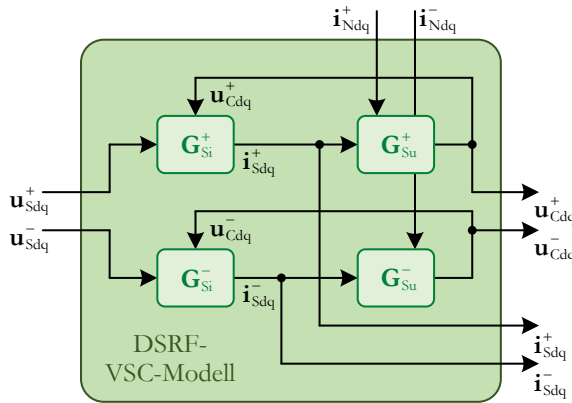 i⁺Ndq i⁻Ndq
u⁺Cdq
G⁺Si G⁺Su
i⁺Sdq
u⁺Sdq
u⁺Cdq
u⁻Sdq
u⁻Cdq
u⁻Cdq
G⁻Si G⁻Su
i⁻Sdq
DSRF-
VSC-Modell
i⁺Sdq
i⁻Sdq